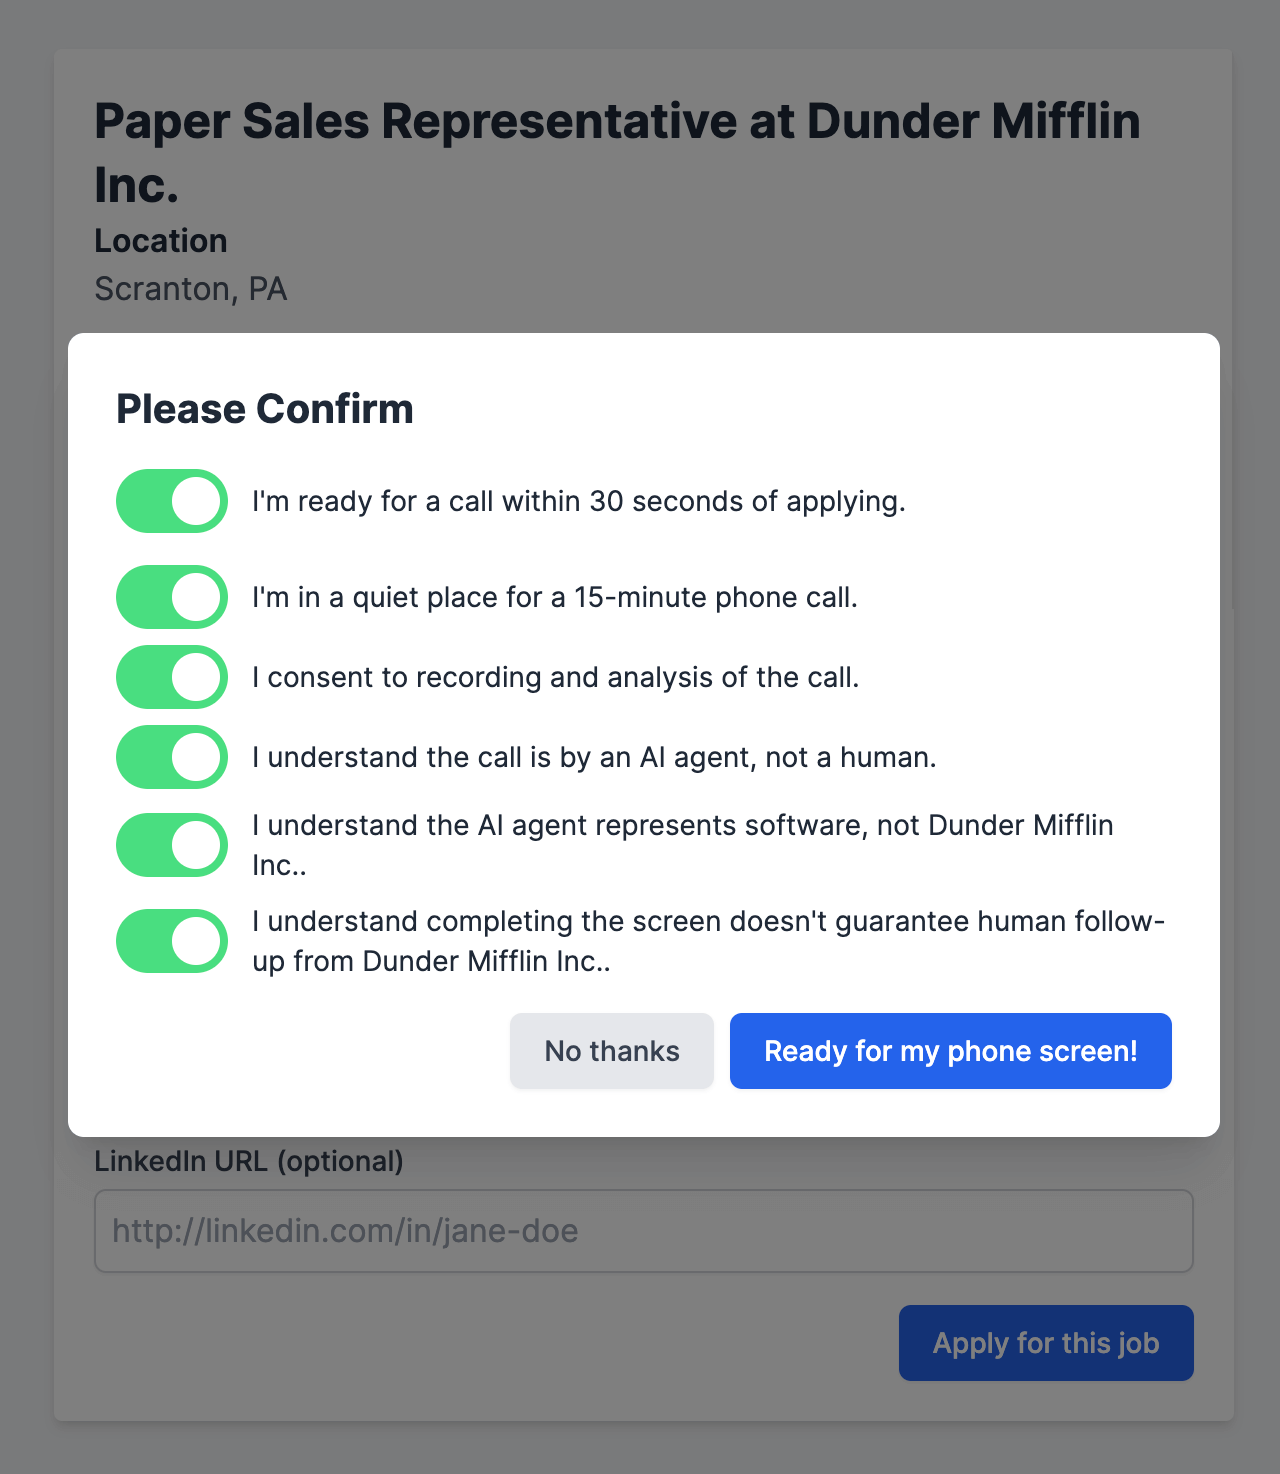 Paper Sales Representative at Dunder Mifflin
Inc.
Location
Scranton, PA
Please Confirm
I'm ready for a call within 30 seconds of applying.
I'm in a quiet place for a 15-minute phone call.
I consent to recording and analysis of the call.
I understand the call is by an AI agent, not a human.
I understand the AI agent represents software, not Dunder Mifflin
Inc..
I understand completing the screen doesn't guarantee human follow-
up from Dunder Mifflin Inc..
No thanks
Ready for my phone screen!
LinkedIn URL (optional)
http://linkedin.com/in/jane-doe
Apply for this job